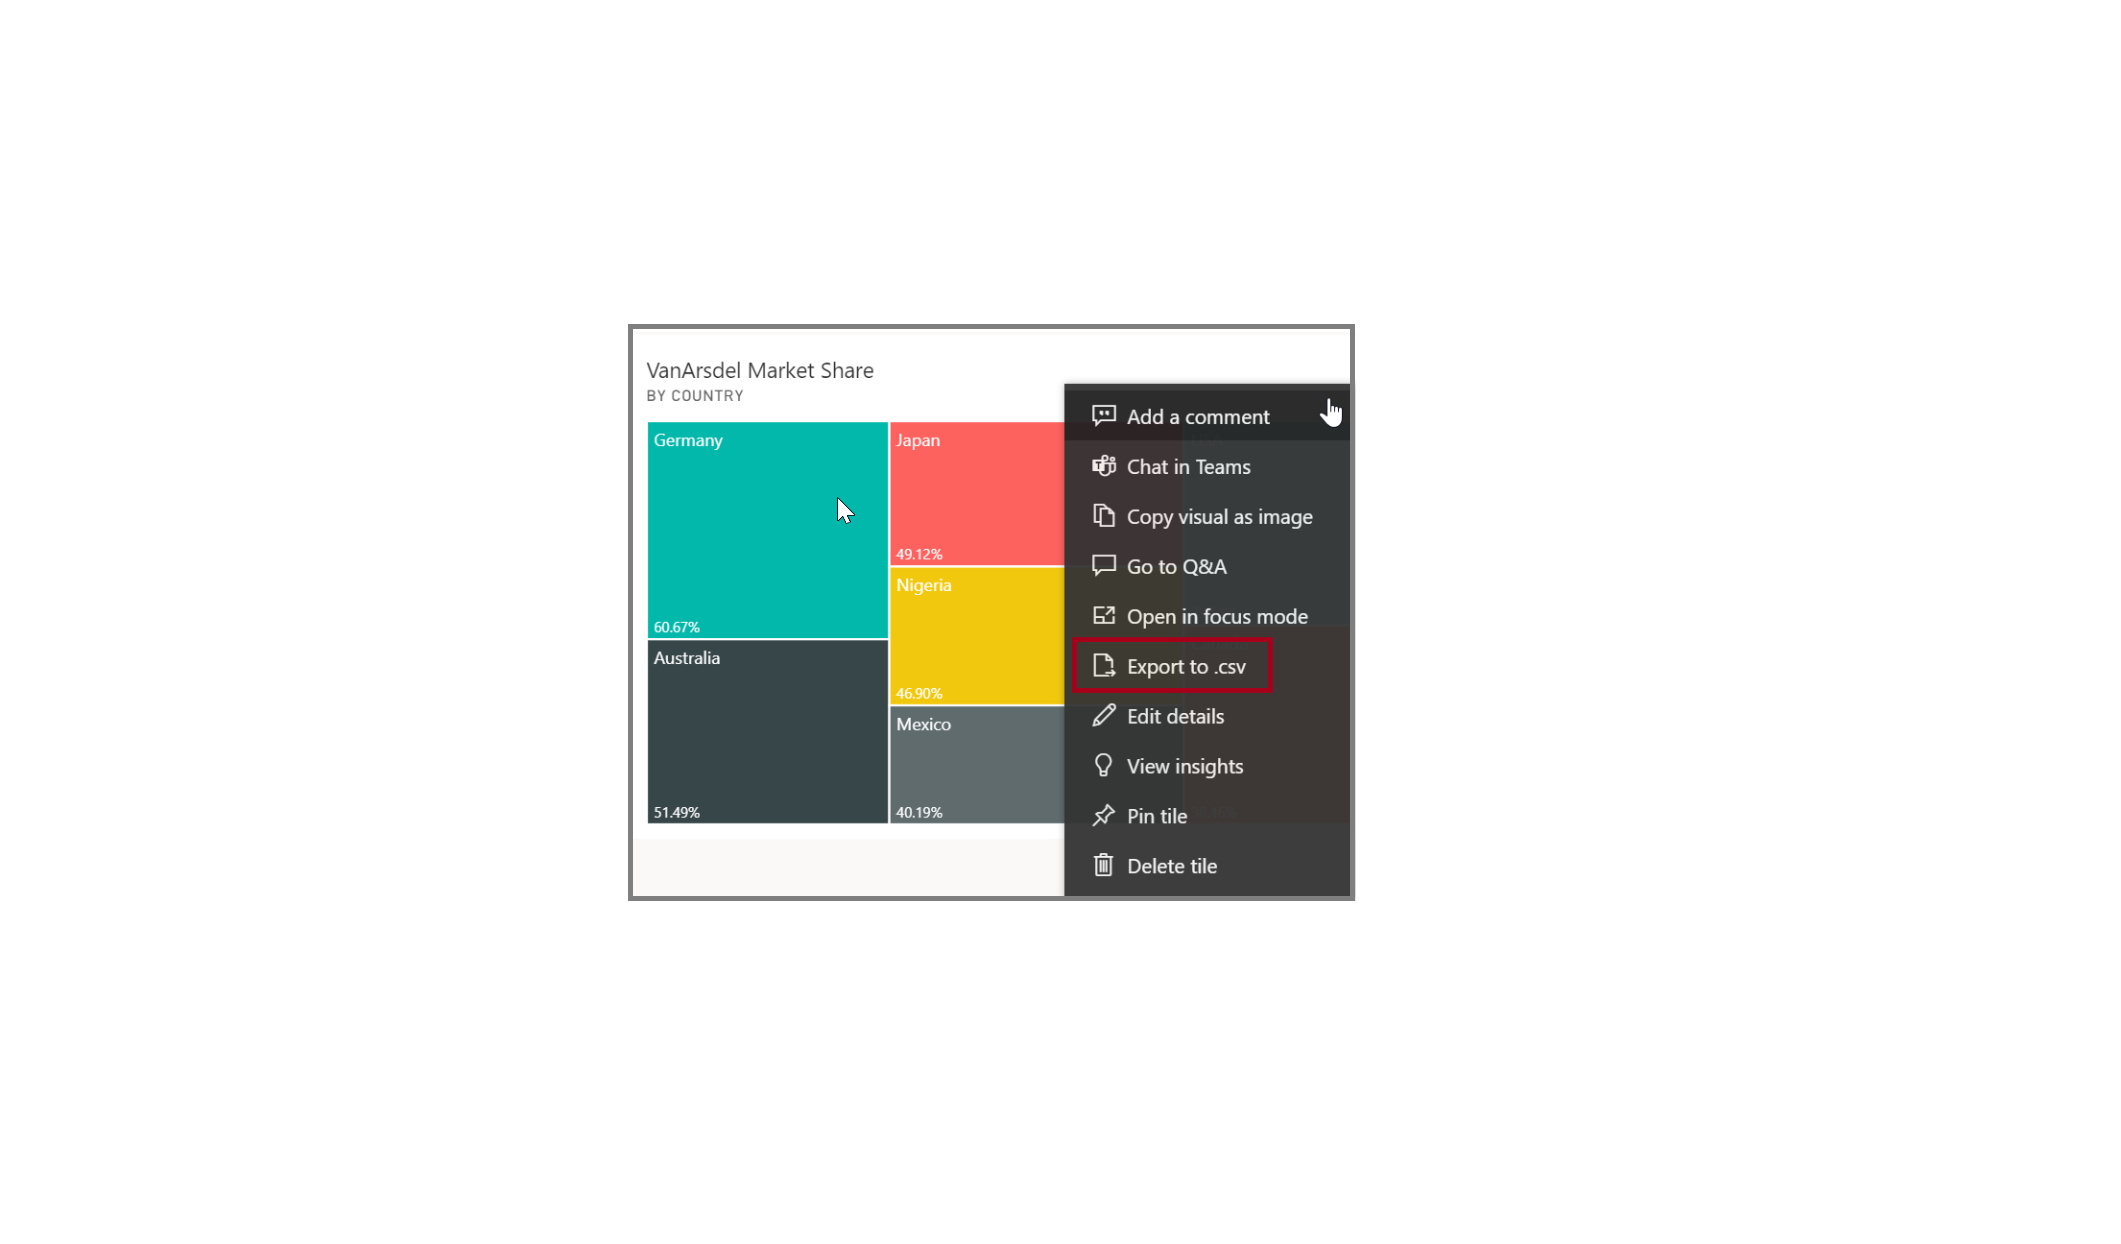 VanArsdel Market Share
BY COUNTRY
Germany
60.67%
Australia
51.49%
Japan
49.12%
Nigeria
46.90%
Mexico
40.19%
Add a comment
Chat in Teams
Copy visual as image
Go to Q&A
Open in focus mode
Export to .csv
Edit details
View insights
Pin tile
Delete tile